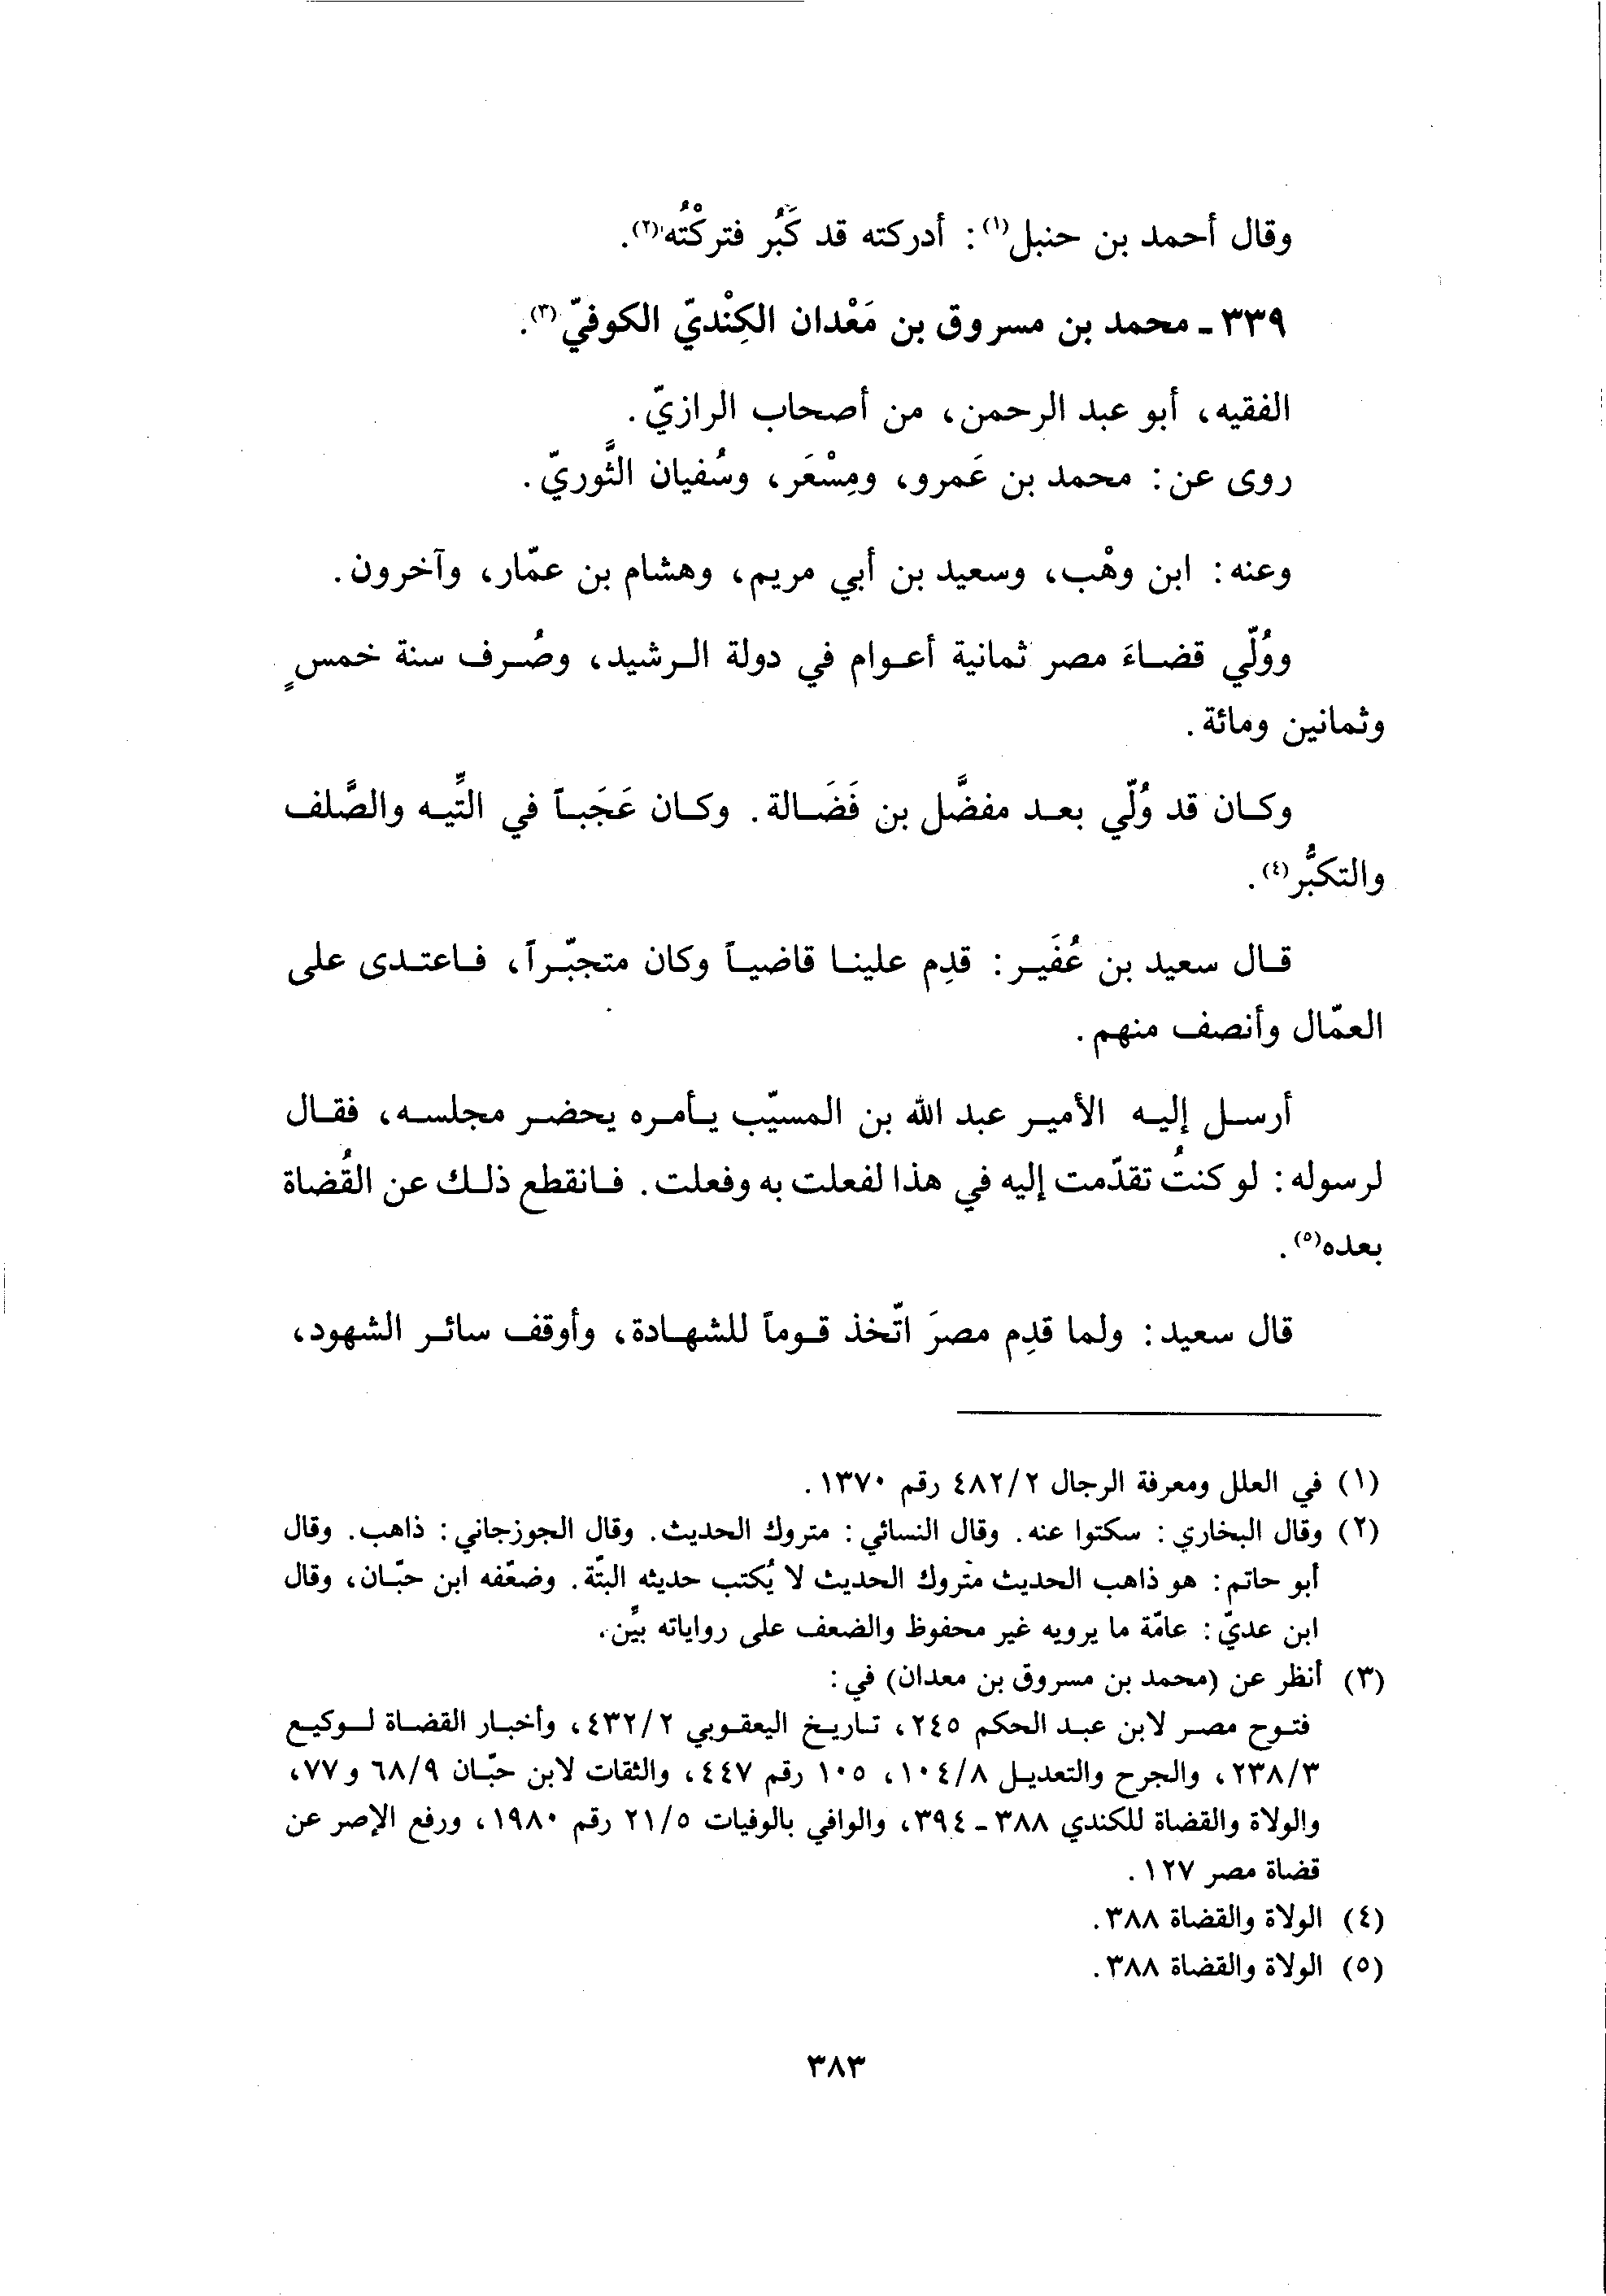 وقال أحمد بن حنبل(١): أدركته قد كَبُر فتركْتُه(٢).
٣٣٩ ـ محمد بن مسروق بن مَعْدان الكِنْديّ الكوفيّ(٣).
الفقيه، أبو عبد الرحمن، من أصحاب الرازيّ.
روى عن: محمد بن عَمرو، ومِسْعَر، وسُفيان الثَّوريّ.
وعنه: ابن وهْب، وسعيد بن أبي مريم، وهشام بن عمّار، وآخرون.
ووُلّي قضاءَ مصر ثمانية أعوام في دولة الرشيد، وصُرف سنة خمسٍ
وثمانين ومائة.
وكان قد وُلّي بعد مفضَّل بن فَضَالة. وكان عَجَباً في التِّيه والصَّلف
والتكبُّر(٤).
قال سعيد بن عُفَير: قدِم علينا قاضياً وكان متجبّراً، فاعتدى على
العمّال وأنصف منهم.
أرسل إليه الأمير عبد الله بن المسيّب يأمره يحضر مجلسه، فقال
لرسوله: لو كنتُ تقدّمت إليه في هذا لفعلت به وفعلت. فانقطع ذلك عن القُضاة
بعده(٥).
قال سعيد: ولما قدِم مصرَ اتّخذ قوماً للشهادة، وأوقف سائر الشهود،
(١) في العلل ومعرفة الرجال ٤٨٢/٢ رقم ١٣٧٠.
(٢) وقال البخاري: سكتوا عنه. وقال النسائي: متروك الحديث. وقال الجوزجاني: ذاهب. وقال
أبو حاتم: هو ذاهب الحديث متروك الحديث لا يُكتب حديثه البتّة. وضعّفه ابن حبّان، وقال
ابن عديّ: عامّة ما يرويه غير محفوظ والضعف على رواياته بيِّن.
(٣) أنظر عن (محمد بن مسروق بن معدان) في:
فتوح مصر لابن عبد الحكم ٢٤٥، تاريخ اليعقوبي ٤٣٢/٢، وأخبار القضاة لوكيع
٢٣٨/٣، والجرح والتعديل ١٠٤/٨، ١٠٥ رقم ٤٤٧، والثقات لابن حبّان ٦٨/٩ و ٧٧،
والولاة والقضاة للكندي ٣٨٨ ـ ٣٩٤، والوافي بالوفيات ٢١/٥ رقم ١٩٨٠، ورفع الإصر عن
قضاة مصر ١٢٧.
(٤) الولاة والقضاة ٣٨٨.
(٥) الولاة والقضاة ٣٨٨.
٣٨٣